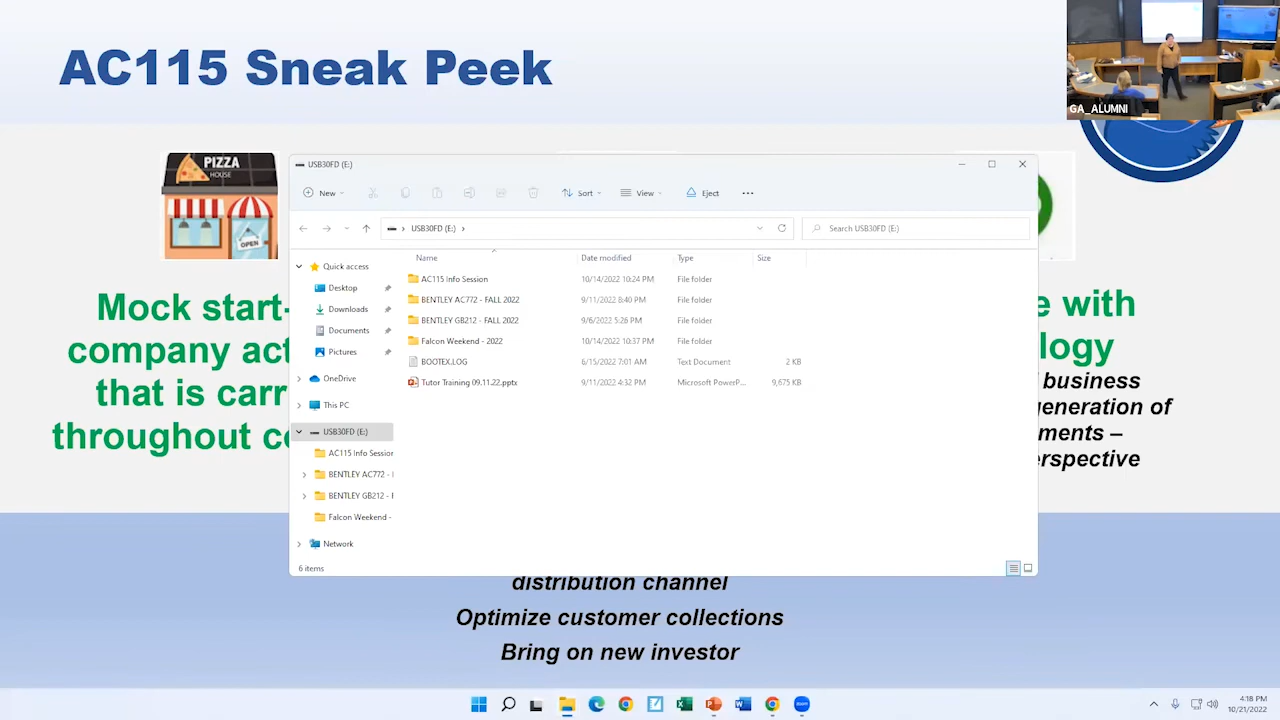 AC115 Sneak Peek
GA_ALUMNI
PIZZA
HOUSE
OPEN
Mock start-
company act
that is carr
throughout c
e with
logy
business
eneration of
ments –
rspective
USB30FD (E:)
New
Sort
View
Eject
USB30FD (E:)
Search USB30FD (E:)
Name Date modified Type Size
Quick access
Desktop
Downloads
Documents
Pictures
OneDrive
This PC
USB30FD (E:)
AC115 Info Session
BENTLEY AC772 - I
BENTLEY GB212 - F
Falcon Weekend -
Network
AC115 Info Session 10/14/2022 10:24 PM File folder
BENTLEY AC772 - FALL 2022 9/11/2022 8:40 PM File folder
BENTLEY GB212 - FALL 2022 9/6/2022 5:26 PM File folder
Falcon Weekend - 2022 10/14/2022 10:37 PM File folder
BOOTEX.LOG 6/15/2022 7:01 AM Text Document 2 KB
Tutor Training 09.11.22.pptx 9/11/2022 4:32 PM Microsoft PowerP... 9,675 KB
6 items
distribution channel
Optimize customer collections
Bring on new investor
4:18 PM
10/21/2022